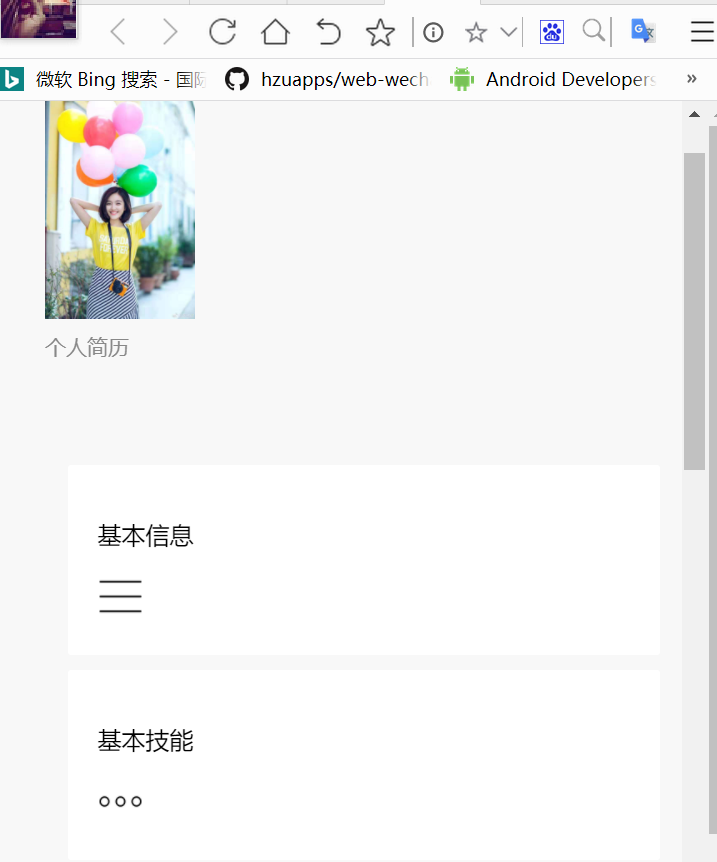 微软 Bing 搜索 - 国际 hzuapps/web-wech Android Developers »
个人简历
基本信息
基本技能